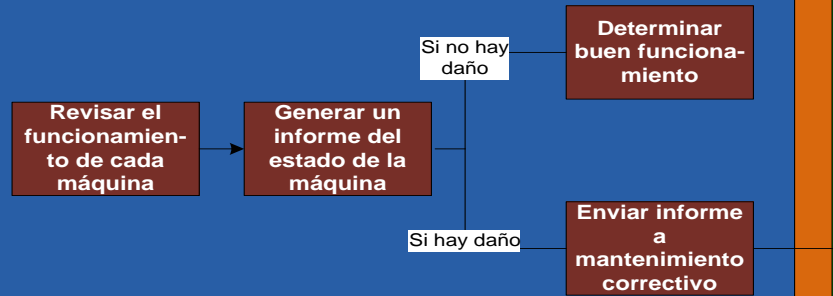 Revisar el
funcionamien-
to de cada
máquina
Generar un
informe del
estado de la
máquina
Si no hay
daño
Determinar
buen funciona-
miento
Si hay daño
Enviar informe
a
mantenimiento
correctivo